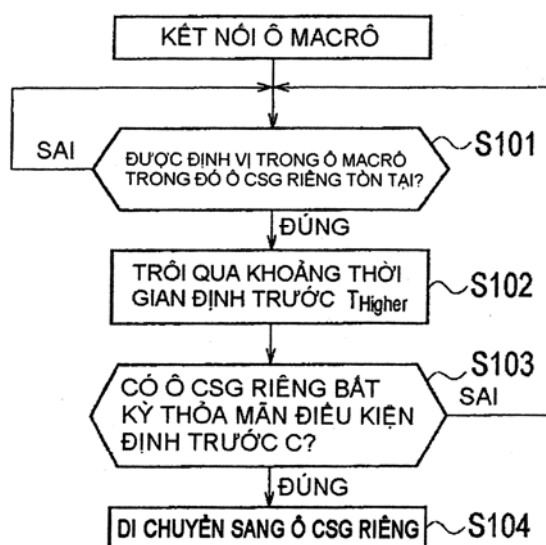 KẾT NỐI Ô MACRÔ
SAI
ĐƯỢC ĐỊNH VỊ TRONG Ô MACRÔ
TRONG ĐÓ Ô CSG RIÊNG TỒN TẠI?
S101
ĐÚNG
TRÔI QUA KHOẢNG THỜI
GIAN ĐỊNH TRƯỚC THigher
S102
CÓ Ô CSG RIÊNG BẤT
KỲ THỎA MÃN ĐIỀU KIỆN
ĐỊNH TRƯỚC C?
S103
SAI
ĐÚNG
DI CHUYỂN SANG Ô CSG RIÊNG
S104